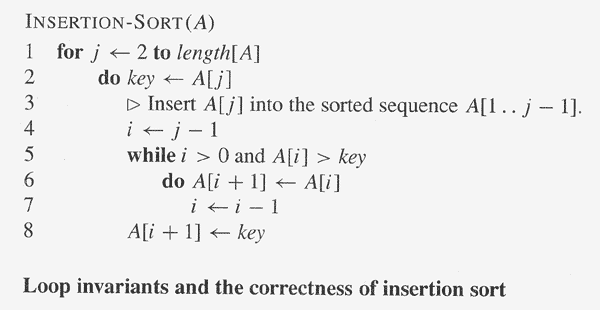 INSERTION-SORT(A)
1 for j ← 2 to length[A]
2 do key ← A[j]
3 ▷ Insert A[j] into the sorted sequence A[1 . . j − 1].
4 i ← j − 1
5 while i > 0 and A[i] > key
6 do A[i + 1] ← A[i]
7 i ← i − 1
8 A[i + 1] ← key
Loop invariants and the correctness of insertion sort